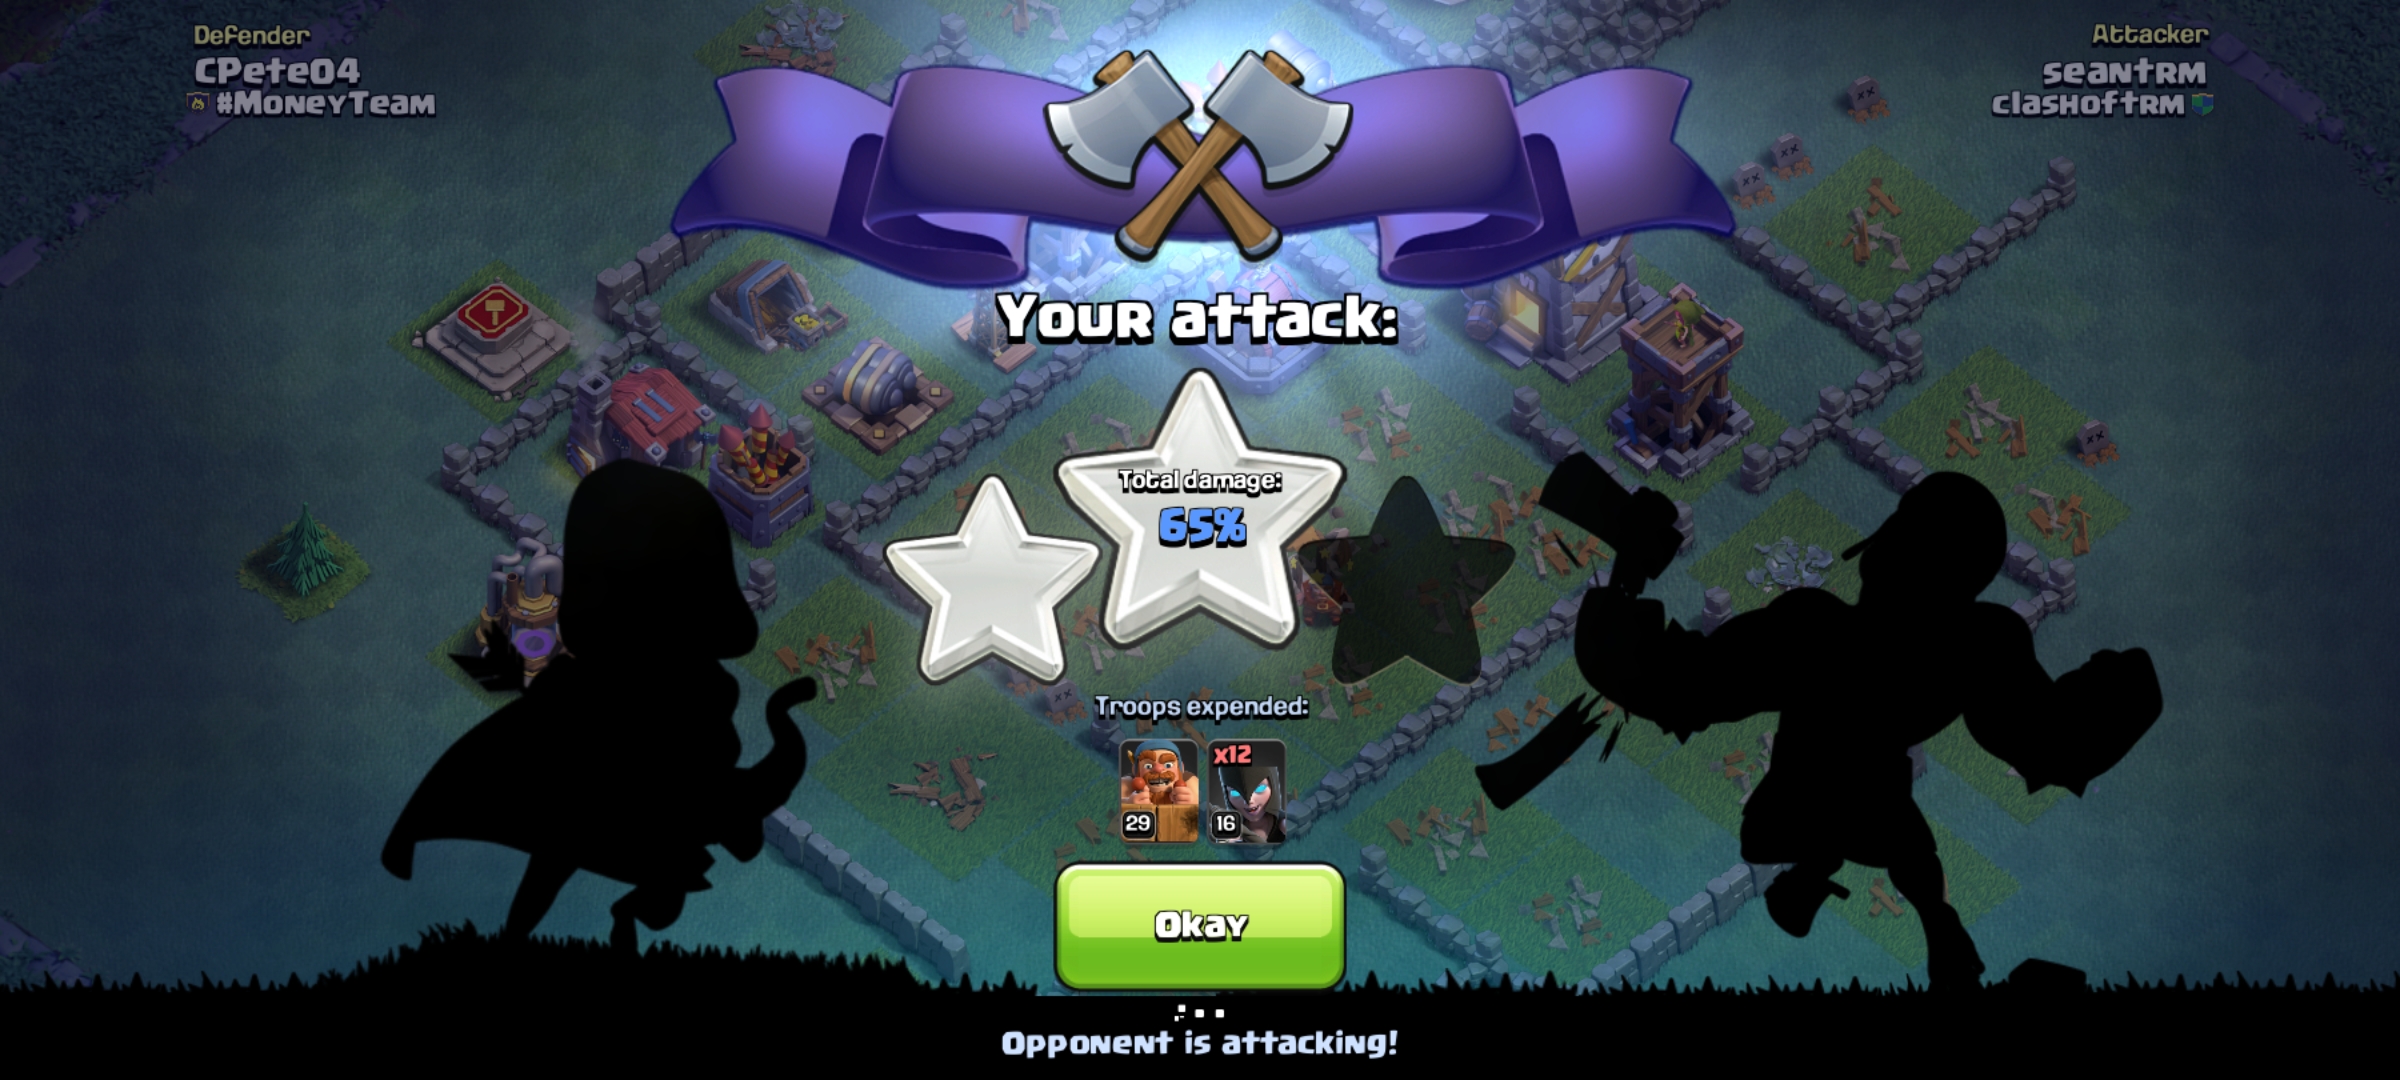 Defender
CPete04
#MoneyTeam
Attacker
seantRM
clashoftRM
Your attack:
Total damage:
65%
Troops expended:
x12
29
16
Okay
Opponent is attacking!